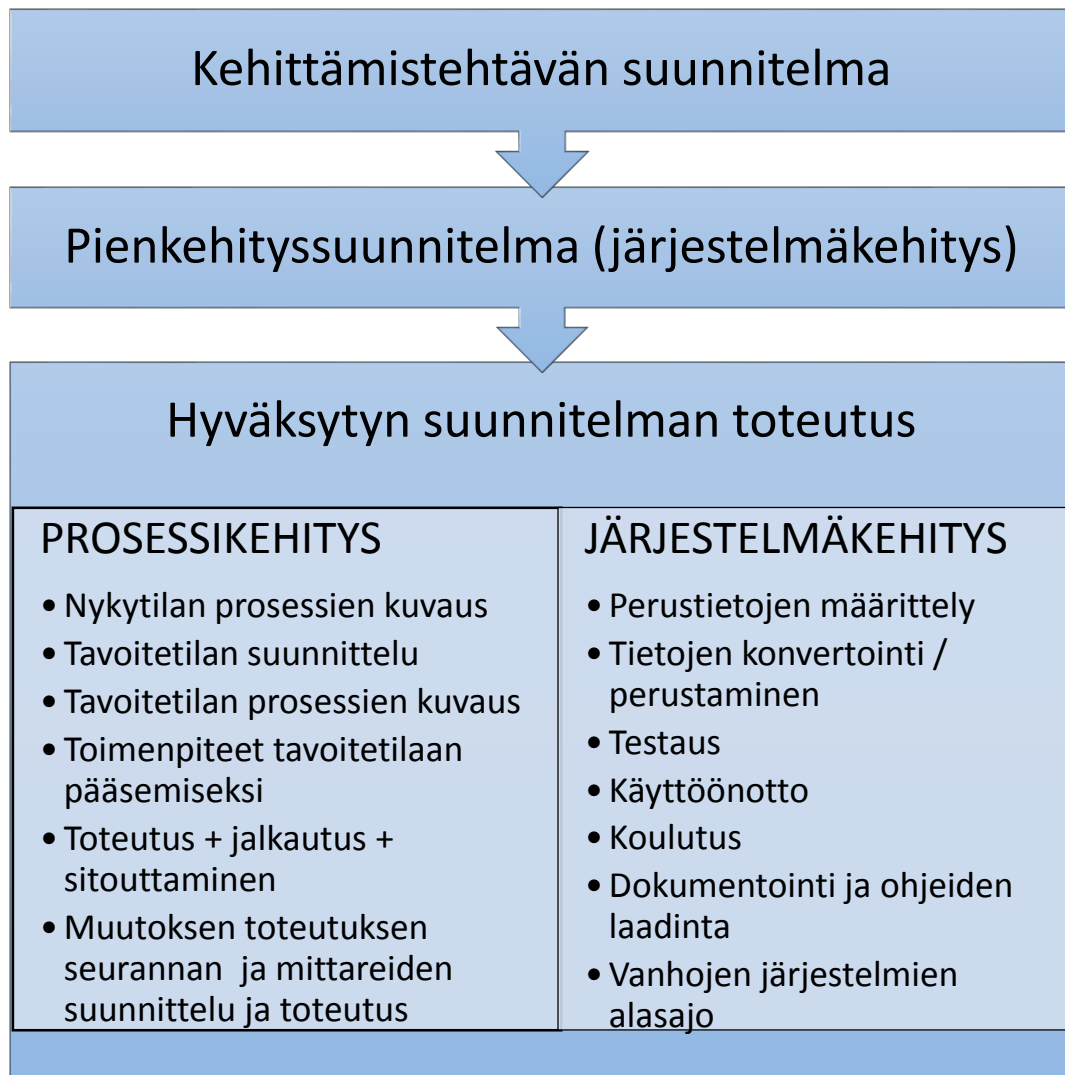 Kehittämistehtävän suunnitelma
Pienkehityssuunnitelma (järjestelmäkehitys)
Hyväksytyn suunnitelman toteutus
PROSESSIKEHITYS
• Nykytilan prosessien kuvaus
• Tavoitetilan suunnittelu
• Tavoitetilan prosessien kuvaus
• Toimenpiteet tavoitetilaan
pääsemiseksi
• Toteutus + jalkautus +
sitouttaminen
• Muutoksen toteutuksen
seurannan ja mittareiden
suunnittelu ja toteutus
JÄRJESTELMÄKEHITYS
• Perustietojen määrittely
• Tietojen konvertointi /
perustaminen
• Testaus
• Käyttöönotto
• Koulutus
• Dokumentointi ja ohjeiden
laadinta
• Vanhojen järjestelmien
alasajo